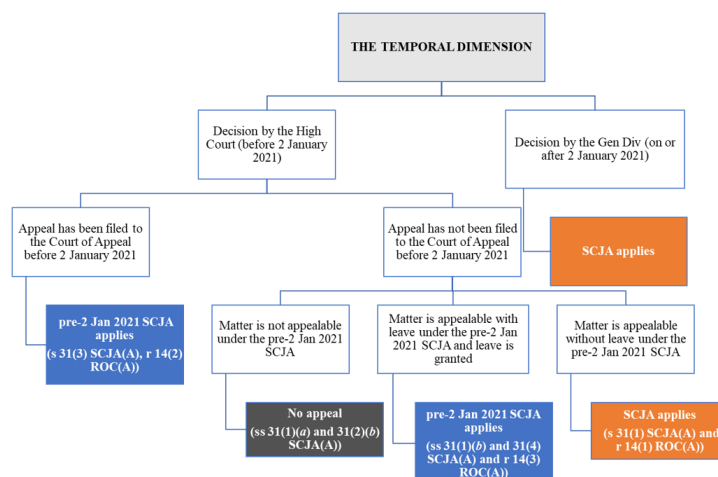 THE TEMPORAL DIMENSION
Decision by the High
Court (before 2 January
2021)
Decision by the Gen Div (on or
after 2 January 2021)
Appeal has been filed to
the Court of Appeal
before 2 January 2021
Appeal has not been filed
to the Court of Appeal
before 2 January 2021
SCJA applies
pre-2 Jan 2021 SCJA
applies
(s 31(3) SCJA(A), r 14(2)
ROC(A))
Matter is not appealable
under the pre-2 Jan 2021
SCJA
Matter is appealable with
leave under the pre-2 Jan
2021 SCJA and leave is
granted
Matter is appealable
without leave under the
pre-2 Jan 2021 SCJA
No appeal
(ss 31(1)(a) and 31(2)(b)
SCJA(A))
pre-2 Jan 2021 SCJA
applies
(ss 31(1)(b) and 31(4)
SCJA(A) and r 14(3)
ROC(A))
SCJA applies
(s 31(1) SCJA(A) and
r 14(1) ROC(A))